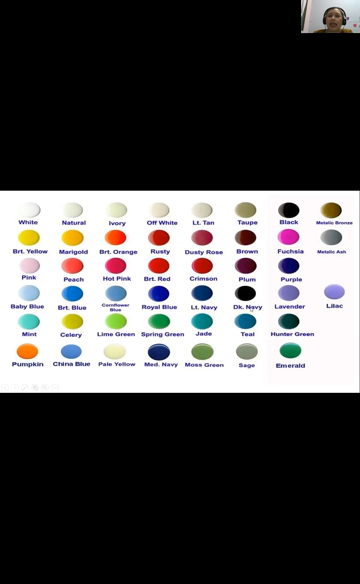 White Natural Ivory Off White Lt. Tan Taupe Black Metalic Bronze
Brt. Yellow Marigold Brt. Orange Rusty Dusty Rose Brown Fuchsia Metalic Ash
Pink Peach Hot Pink Brt. Red Crimson Plum Purple
Baby Blue Brt. Blue Cornflower Blue Royal Blue Lt. Navy Dk. Navy Lavender Lilac
Mint Celery Lime Green Spring Green Jade Teal Hunter Green
Pumpkin China Blue Pale Yellow Med. Navy Moss Green Sage Emerald